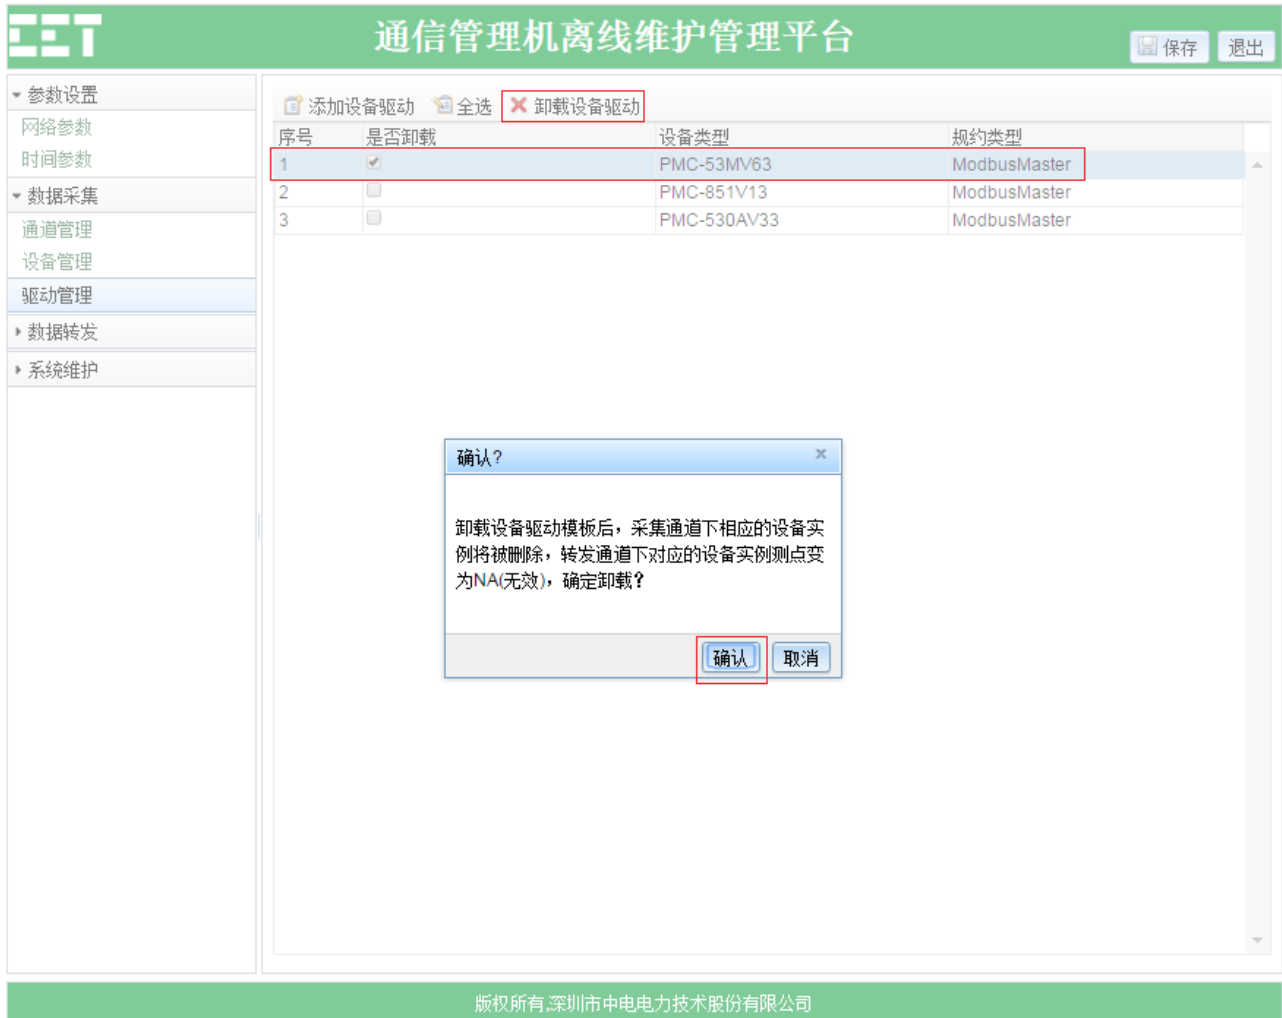 CET
通信管理机离线维护管理平台
保存
退出
参数设置
网络参数
时间参数
数据采集
通道管理
设备管理
驱动管理
数据转发
系统维护
添加设备驱动 全选 卸载设备驱动
序号 是否卸载 设备类型 规约类型
1 PMC-53MV63 ModbusMaster
2 PMC-851V13 ModbusMaster
3 PMC-530AV33 ModbusMaster
确认?
x
卸载设备驱动模板后，采集通道下相应的设备实
例将被删除，转发通道下对应的设备实例测点变
为NA(无效)，确定卸载?
确认 取消
版权所有,深圳市中电电力技术股份有限公司